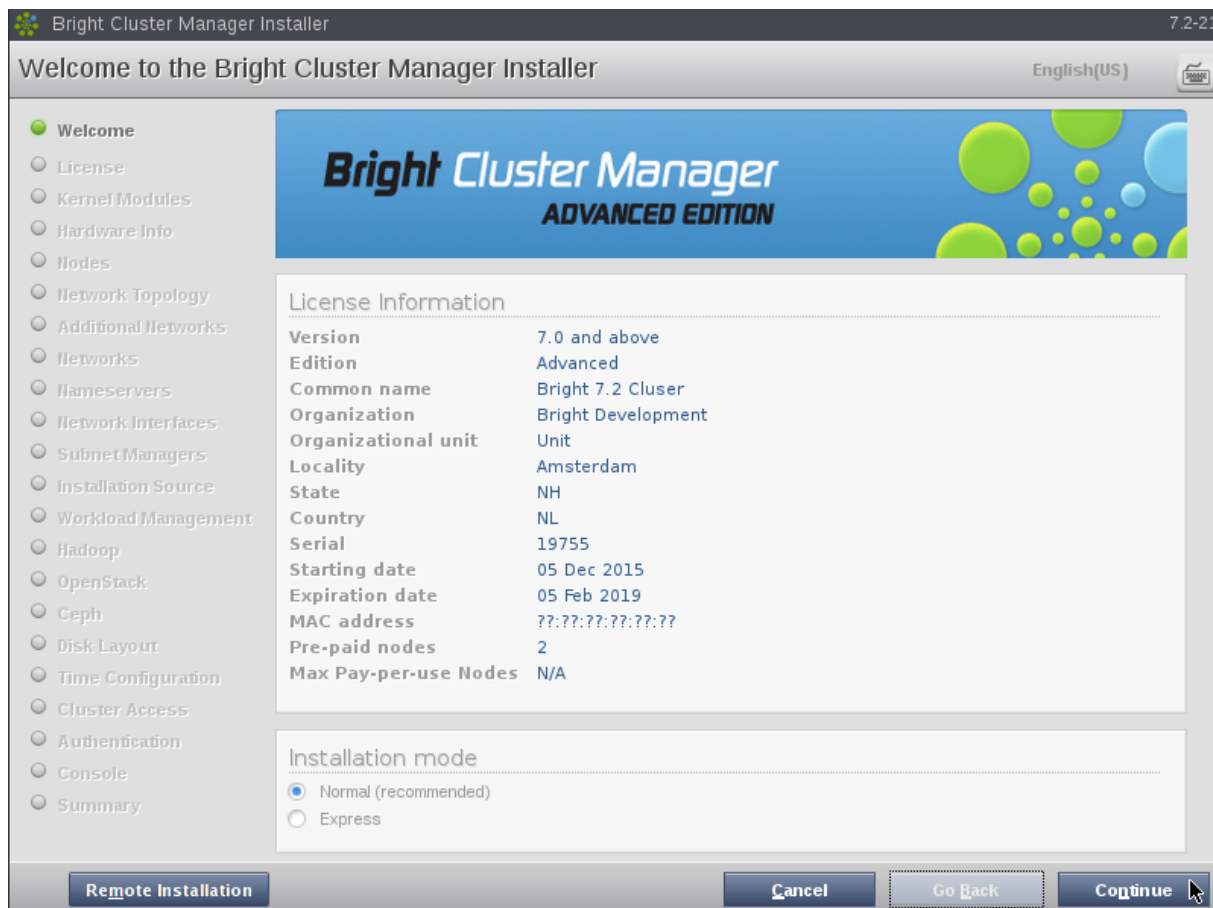 Bright Cluster Manager Installer 7.2-21
Welcome to the Bright Cluster Manager Installer English(US)
Welcome
License
Kernel Modules
Hardware Info
Nodes
Network Topology
Additional Networks
Networks
Nameservers
Network Interfaces
Subnet Managers
Installation Source
Workload Management
Hadoop
OpenStack
Ceph
Disk Layout
Time Configuration
Cluster Access
Authentication
Console
Summary
Bright Cluster Manager
ADVANCED EDITION
License Information
Version 7.0 and above
Edition Advanced
Common name Bright 7.2 Cluser
Organization Bright Development
Organizational unit Unit
Locality Amsterdam
State NH
Country NL
Serial 19755
Starting date 05 Dec 2015
Expiration date 05 Feb 2019
MAC address ??:??:??:??:??:??
Pre-paid nodes 2
Max Pay-per-use Nodes N/A
Installation mode
Normal (recommended)
Express
Remote Installation Cancel Go Back Continue